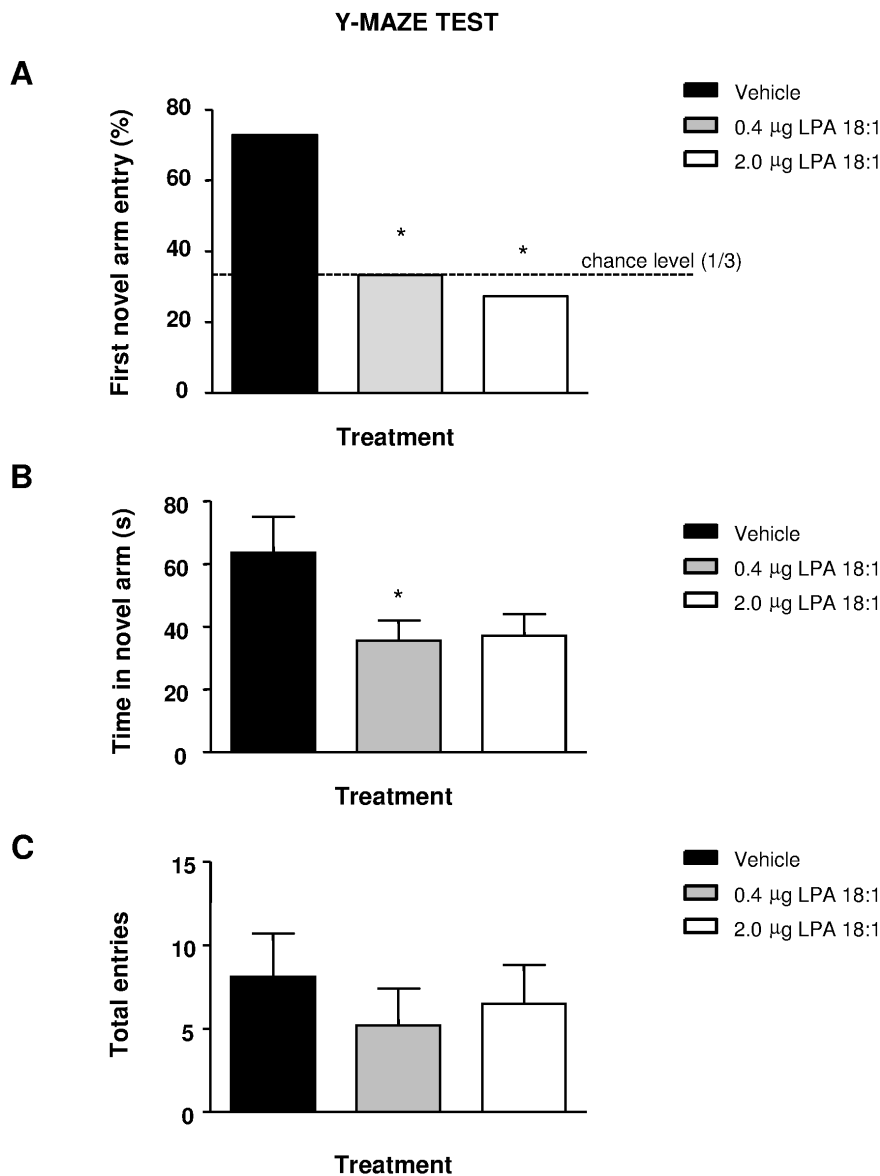 Y-MAZE TEST
A
First novel arm entry (%)
80
60
40
20
0
*
*
chance level (1/3)
Vehicle
0.4 µg LPA 18:1
2.0 µg LPA 18:1
Treatment
B
Time in novel arm (s)
80
60
40
20
0
*
Vehicle
0.4 µg LPA 18:1
2.0 µg LPA 18:1
Treatment
C
Total entries
15
10
5
0
Vehicle
0.4 µg LPA 18:1
2.0 µg LPA 18:1
Treatment